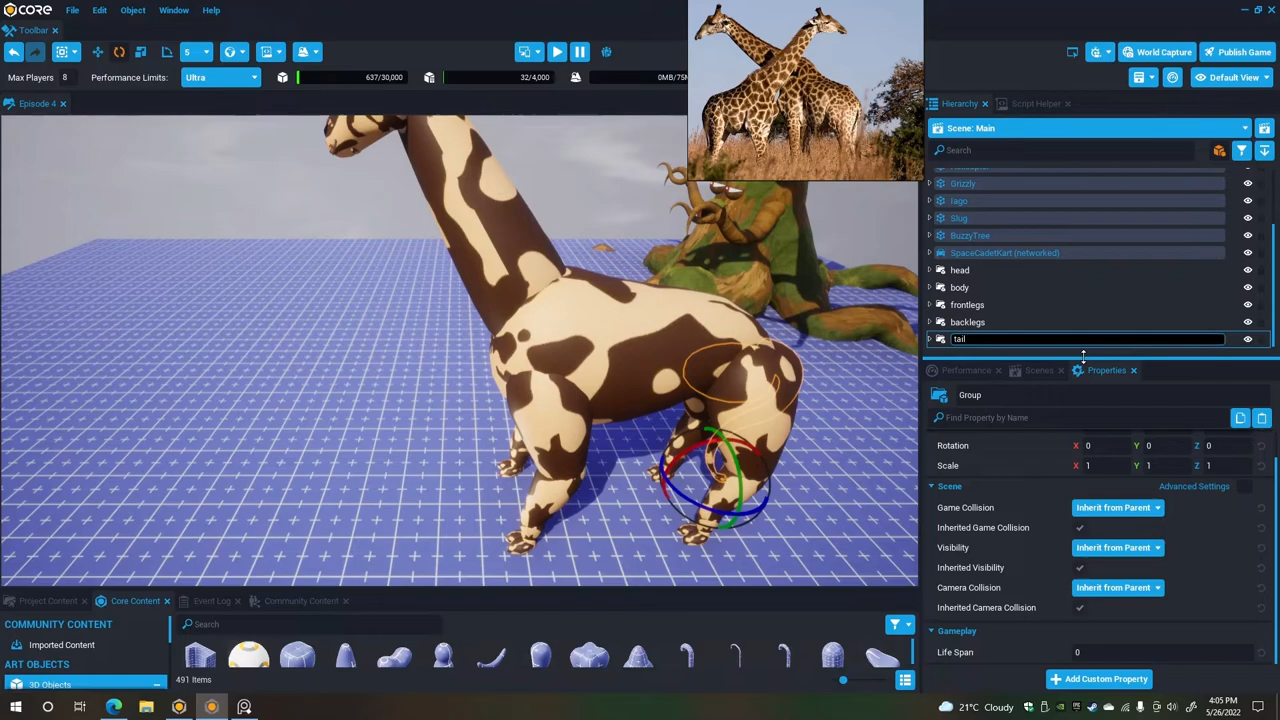 CORE File Edit Object Window Help
Toolbar
5 World Capture Publish Game
Max Players 8 Performance Limits: Ultra 637/30,000 32/4,000 0MB/75M
Default View
Episode 4
Hierarchy Script Helper
Scene: Main
Search
Grizzly
Iago
Slug
BuzzyTree
SpaceCadetKart (networked)
head
body
frontlegs
backlegs
tail
Performance Scenes Properties
Group
Find Property by Name
Rotation X 0 Y 0 Z 0
Scale X 1 Y 1 Z 1
Scene Advanced Settings
Game Collision Inherit from Parent
Inherited Game Collision
Visibility Inherit from Parent
Inherited Visibility
Camera Collision Inherit from Parent
Inherited Camera Collision
Gameplay
Life Span 0
Add Custom Property
Project Content Core Content Event Log Community Content
COMMUNITY CONTENT Search
Imported Content
ART OBJECTS
3D Objects 491 Items
21°C Cloudy ENG 4:05 PM
5/26/2022